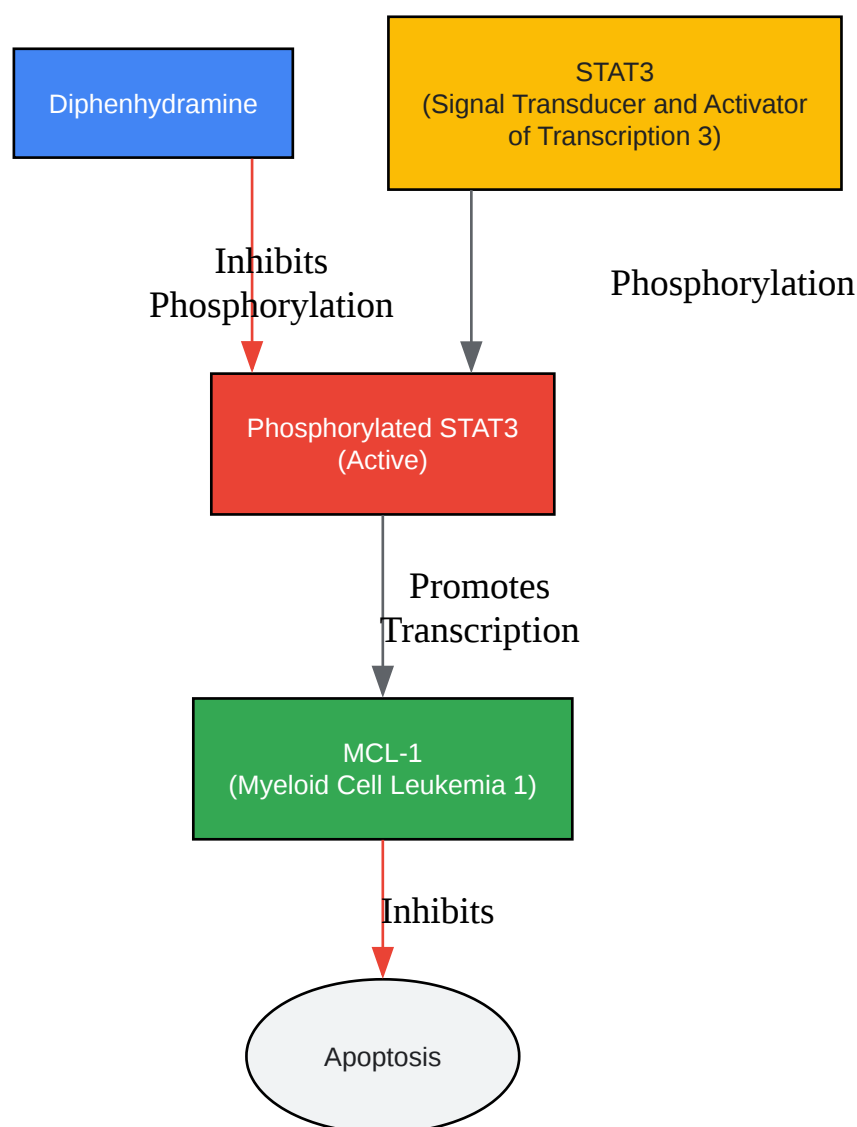 Diphenhydramine
STAT3
(Signal Transducer and Activator
of Transcription 3)
Inhibits
Phosphorylation
Phosphorylation
Phosphorylated STAT3
(Active)
Promotes
Transcription
MCL-1
(Myeloid Cell Leukemia 1)
Inhibits
Apoptosis